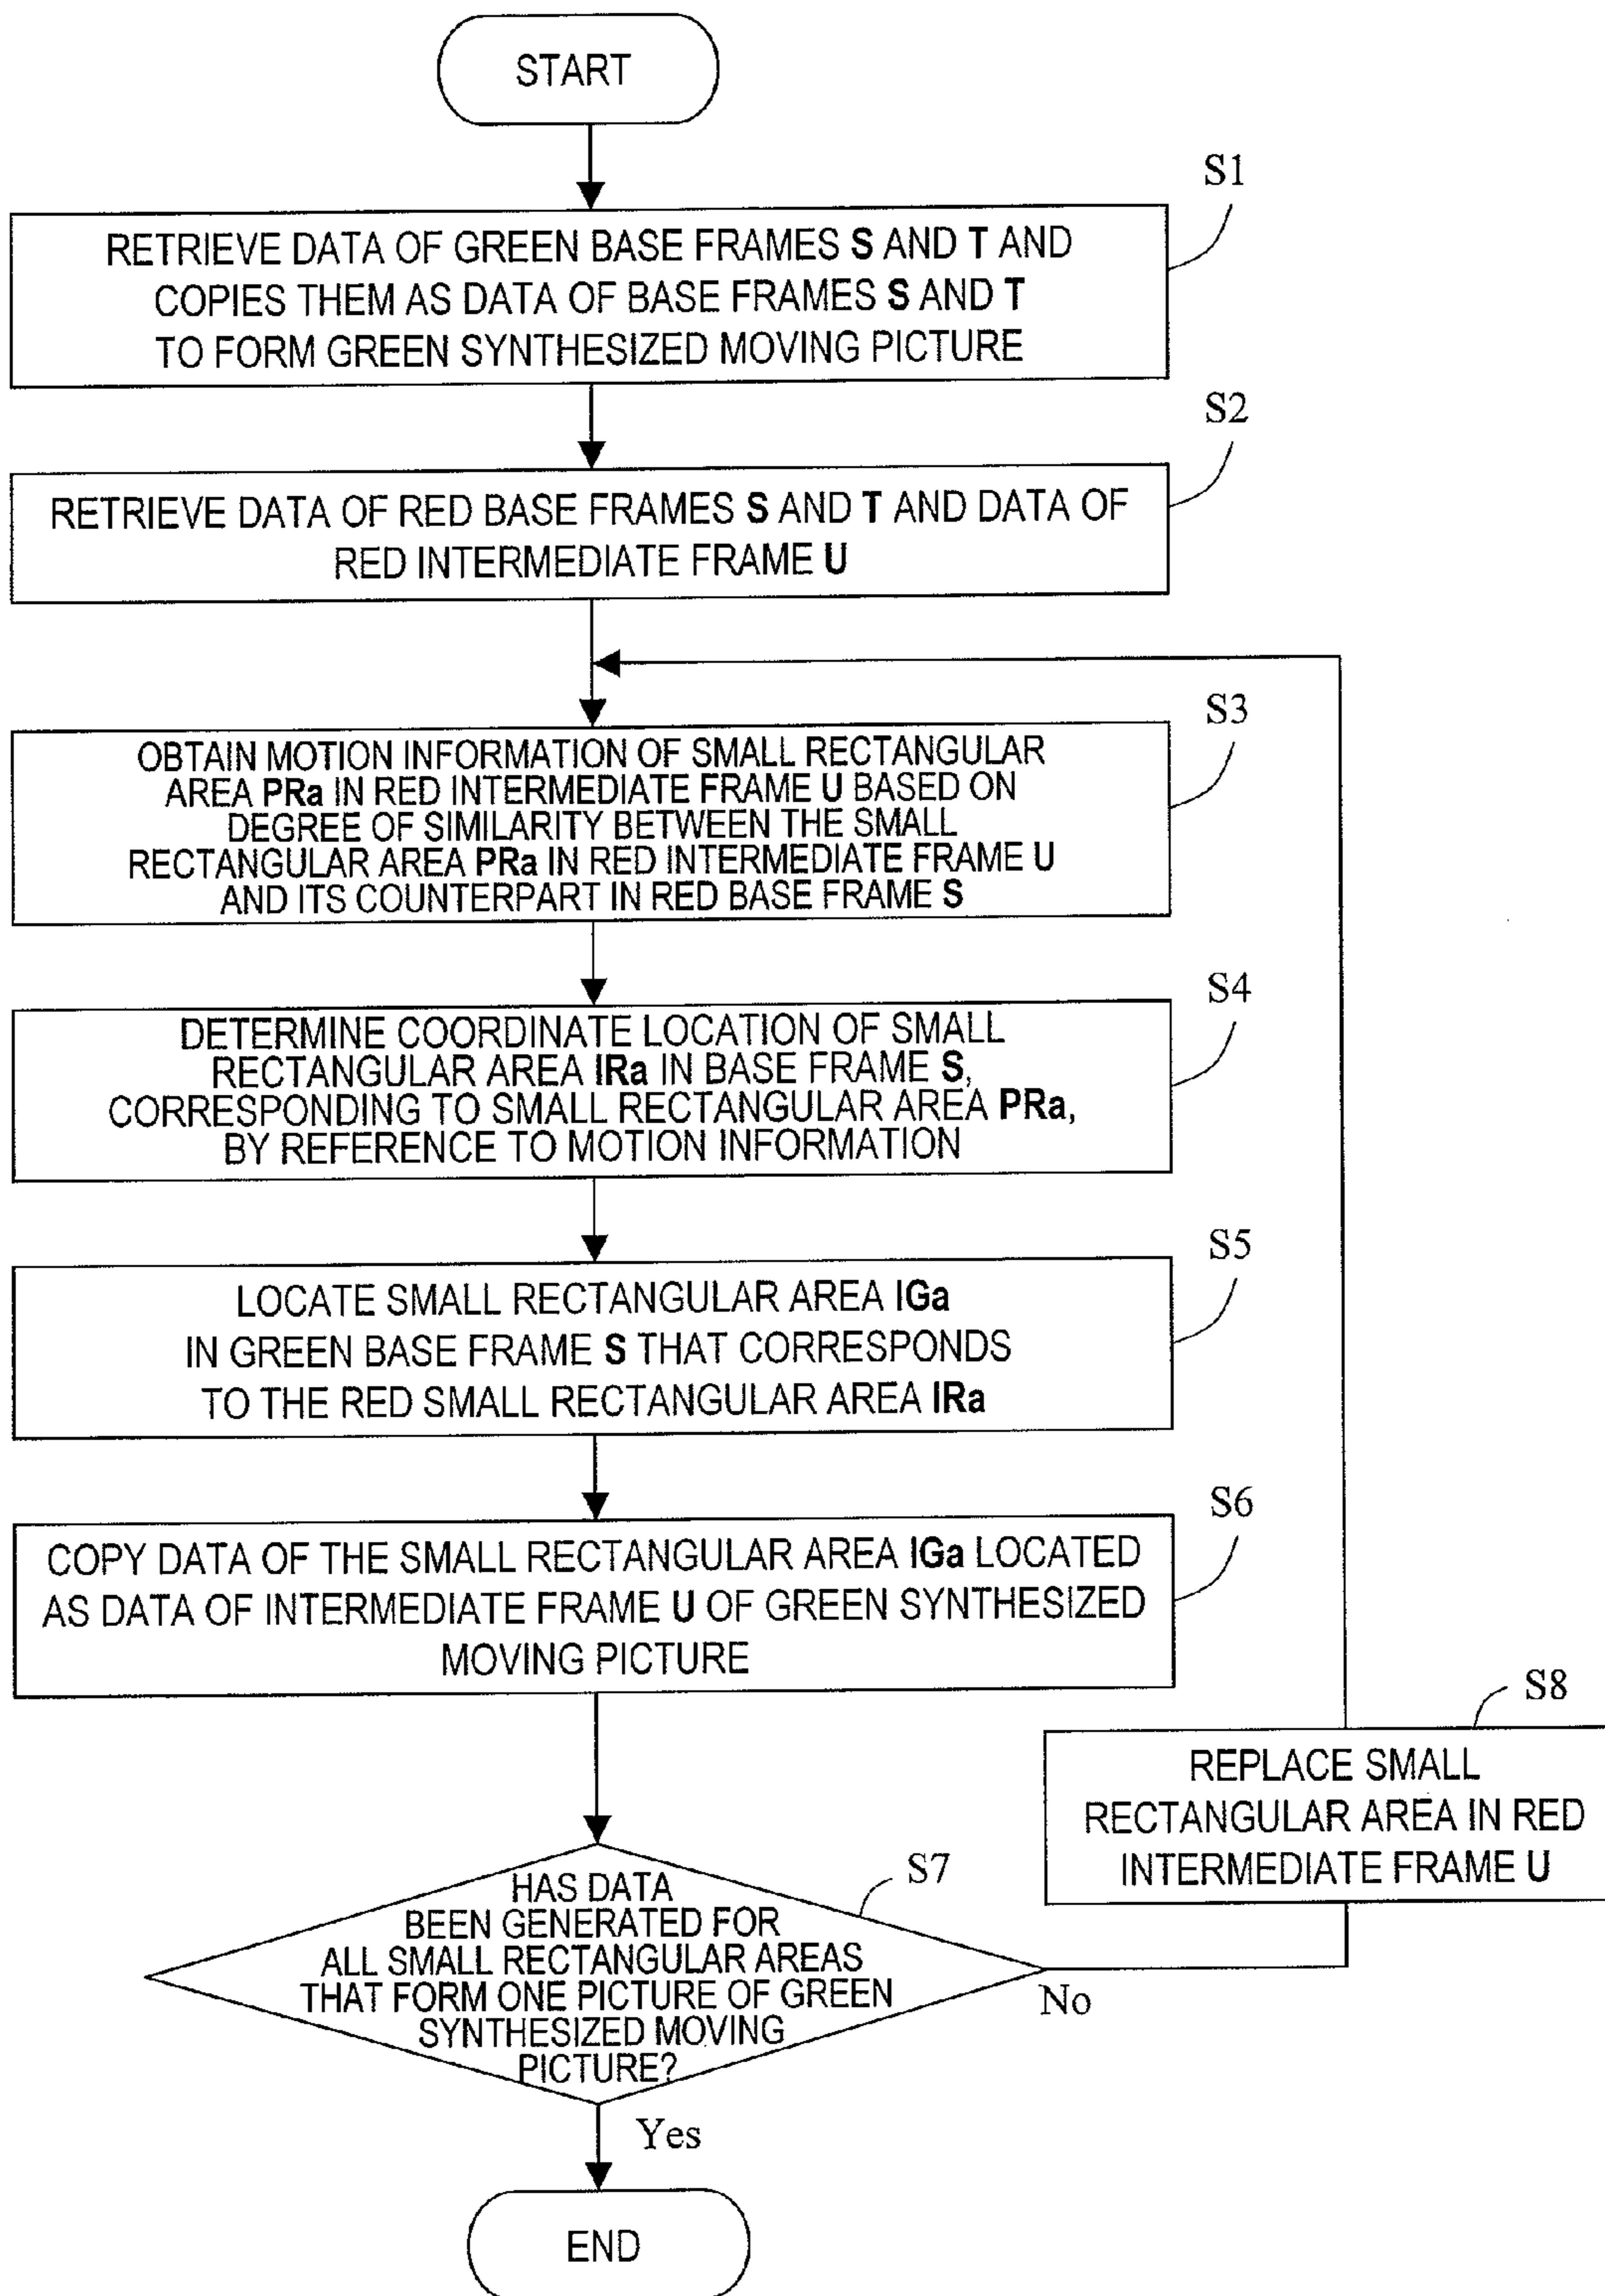 START
S1
RETRIEVE DATA OF GREEN BASE FRAMES S AND T AND
COPIES THEM AS DATA OF BASE FRAMES S AND T
TO FORM GREEN SYNTHESIZED MOVING PICTURE
S2
RETRIEVE DATA OF RED BASE FRAMES S AND T AND DATA OF
RED INTERMEDIATE FRAME U
S3
OBTAIN MOTION INFORMATION OF SMALL RECTANGULAR
AREA PRa IN RED INTERMEDIATE FRAME U BASED ON
DEGREE OF SIMILARITY BETWEEN THE SMALL
RECTANGULAR AREA PRa IN RED INTERMEDIATE FRAME U
AND ITS COUNTERPART IN RED BASE FRAME S
S4
DETERMINE COORDINATE LOCATION OF SMALL
RECTANGULAR AREA IRa IN BASE FRAME S,
CORRESPONDING TO SMALL RECTANGULAR AREA PRa,
BY REFERENCE TO MOTION INFORMATION
S5
LOCATE SMALL RECTANGULAR AREA IGa
IN GREEN BASE FRAME S THAT CORRESPONDS
TO THE RED SMALL RECTANGULAR AREA IRa
S6
COPY DATA OF THE SMALL RECTANGULAR AREA IGa LOCATED
AS DATA OF INTERMEDIATE FRAME U OF GREEN SYNTHESIZED
MOVING PICTURE
S8
REPLACE SMALL
RECTANGULAR AREA IN RED
INTERMEDIATE FRAME U
S7
HAS DATA
BEEN GENERATED FOR
ALL SMALL RECTANGULAR AREAS
THAT FORM ONE PICTURE OF GREEN
SYNTHESIZED MOVING
PICTURE?
No
Yes
END